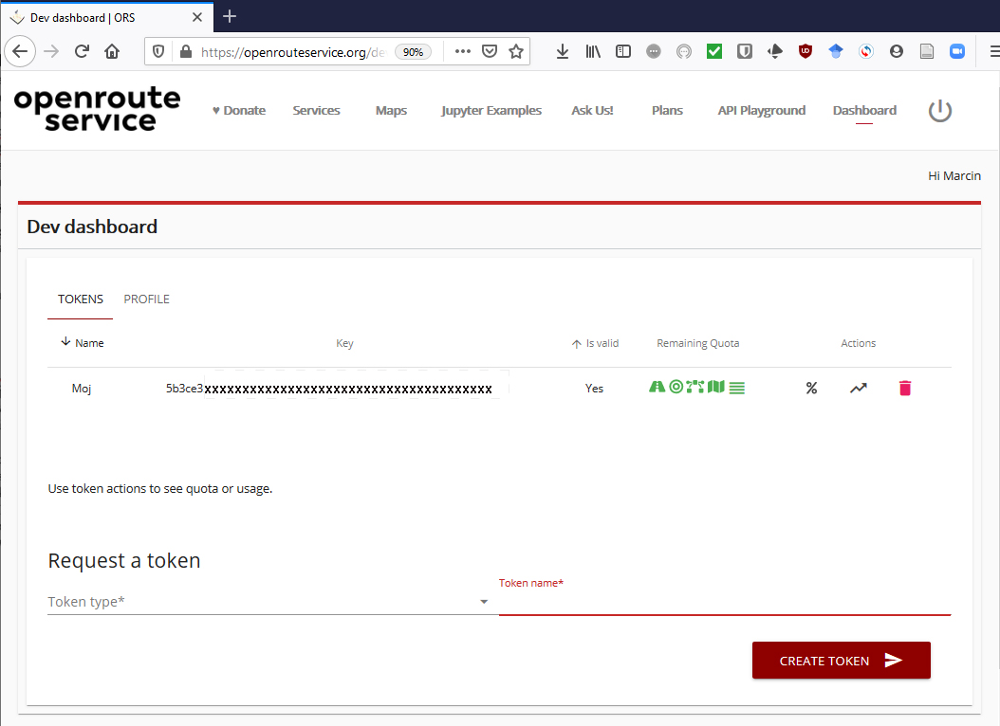 Dev dashboard | ORS
https://openrouteservice.org/de 90%
openroute
service
♥ Donate Services Maps Jupyter Examples Ask Us! Plans API Playground Dashboard
Hi Marcin
Dev dashboard
TOKENS PROFILE
Name Key Is valid Remaining Quota Actions
Moj 5b3ce3xxxxxxxxxxxxxxxxxxxxxxxxxxxxxxxxxxxxxx Yes %
Use token actions to see quota or usage.
Request a token
Token name*
Token type*
CREATE TOKEN